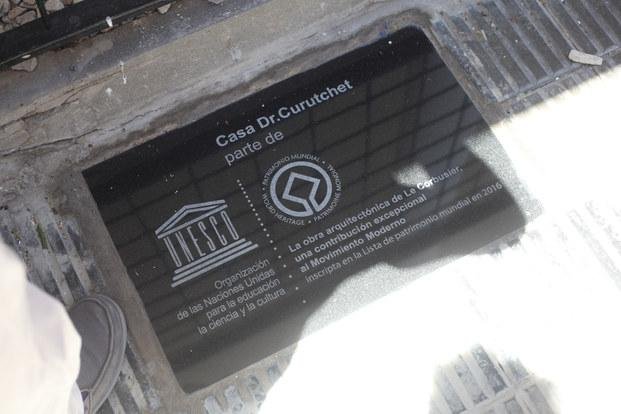 Casa Dr.Curutchet
parte de
PATRIMONIO MUNDIAL
WORLD HERITAGE
PATRIMOINE MONDIAL
UNESCO
Organización
de las Naciones Unidas
para la educación
la ciencia y la cultura
La obra arquitectónica de Le Corbusier,
una contribución excepcional
al Movimiento Moderno
Inscripta en la Lista de patrimonio mundial en 2016